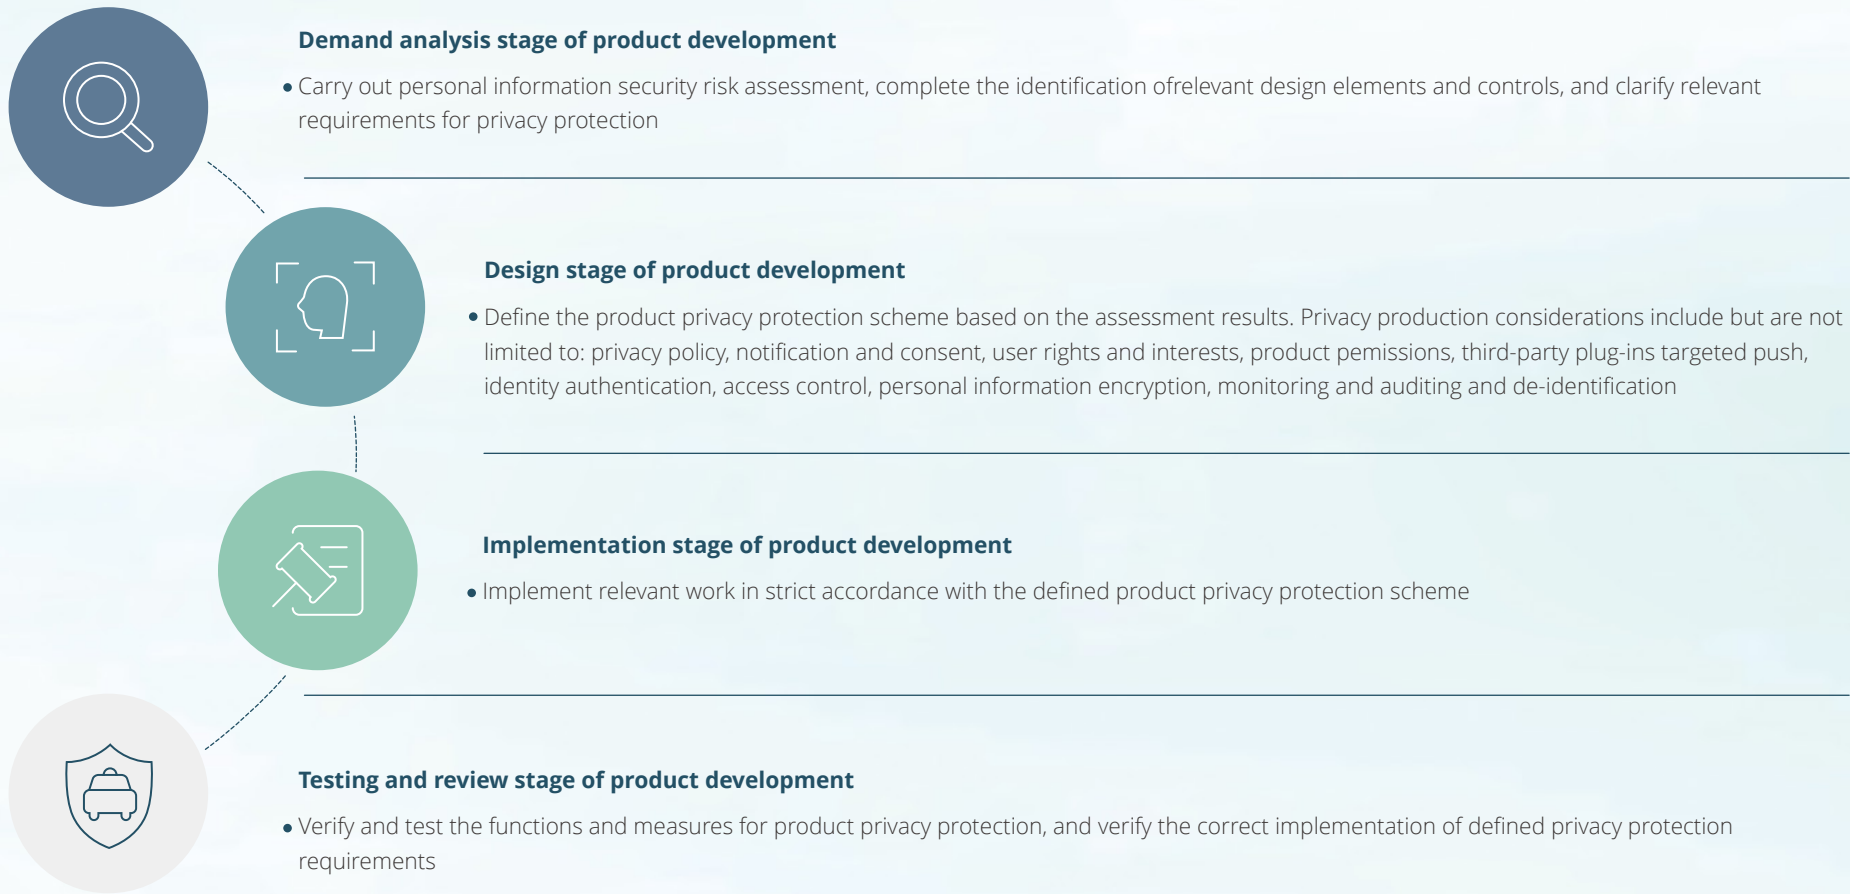 Demand analysis stage of product development
• Carry out personal information security risk assessment, complete the identification ofrelevant design elements and controls, and clarify relevant
requirements for privacy protection
Design stage of product development
• Define the product privacy protection scheme based on the assessment results. Privacy production considerations include but are not
limited to: privacy policy, notification and consent, user rights and interests, product pemissions, third-party plug-ins targeted push,
identity authentication, access control, personal information encryption, monitoring and auditing and de-identification
Implementation stage of product development
• Implement relevant work in strict accordance with the defined product privacy protection scheme
Testing and review stage of product development
• Verify and test the functions and measures for product privacy protection, and verify the correct implementation of defined privacy protection
requirements